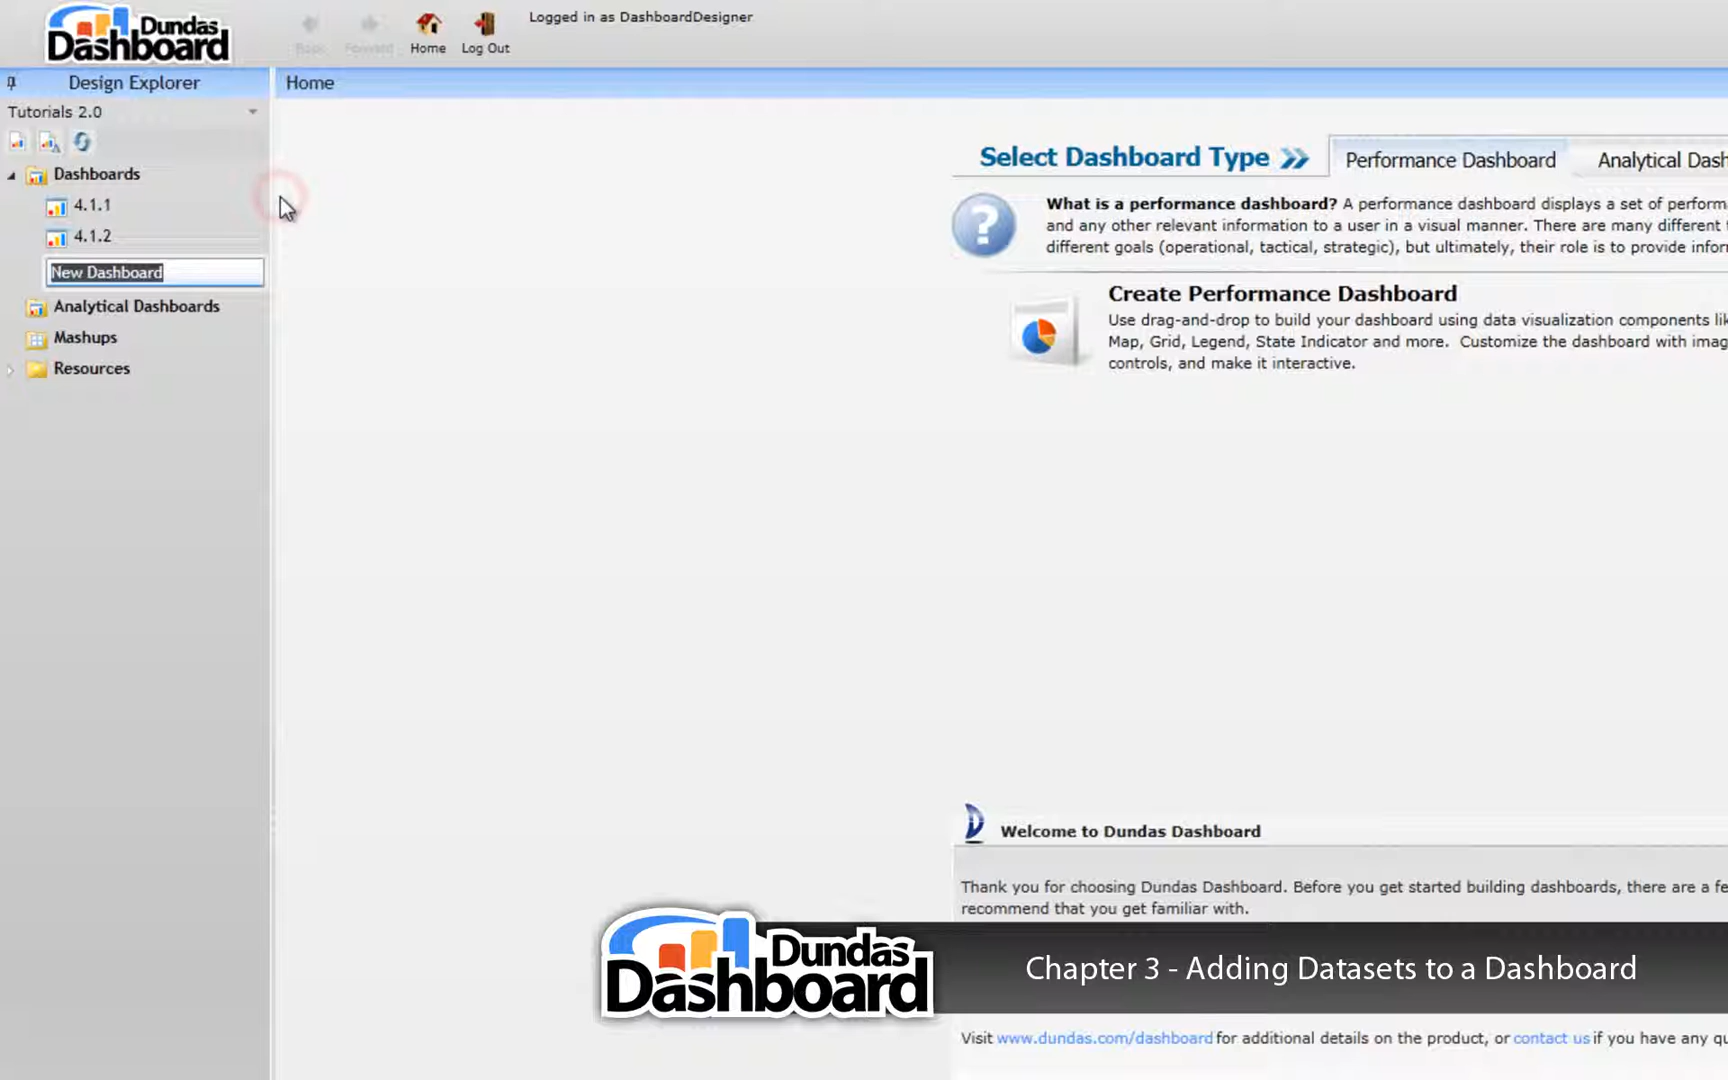 Dundas
Dashboard
Back
Forward
Home
Log Out
Logged in as DashboardDesigner
Design Explorer
Home
Tutorials 2.0
Dashboards
4.1.1
4.1.2
New Dashboard
Analytical Dashboards
Mashups
Resources
Select Dashboard Type
Performance Dashboard
Analytical Dash
What is a performance dashboard? A performance dashboard displays a set of perform
and any other relevant information to a user in a visual manner. There are many different
different goals (operational, tactical, strategic), but ultimately, their role is to provide infor
Create Performance Dashboard
Use drag-and-drop to build your dashboard using data visualization components li
Map, Grid, Legend, State Indicator and more. Customize the dashboard with imag
controls, and make it interactive.
Welcome to Dundas Dashboard
Thank you for choosing Dundas Dashboard. Before you get started building dashboards, there are a fe
recommend that you get familiar with.
Dundas
Dashboard
Chapter 3 - Adding Datasets to a Dashboard
Visit www.dundas.com/dashboard for additional details on the product, or contact us if you have any qu